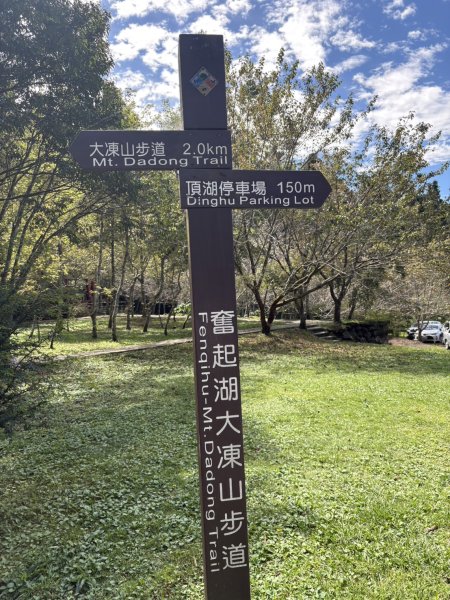 大凍山步道 2.0km
Mt. Dadong Trail
頂湖停車場 150m
Dinghu Parking Lot
奮起湖大凍山步道
Fenqihu-Mt. Dadong Trail